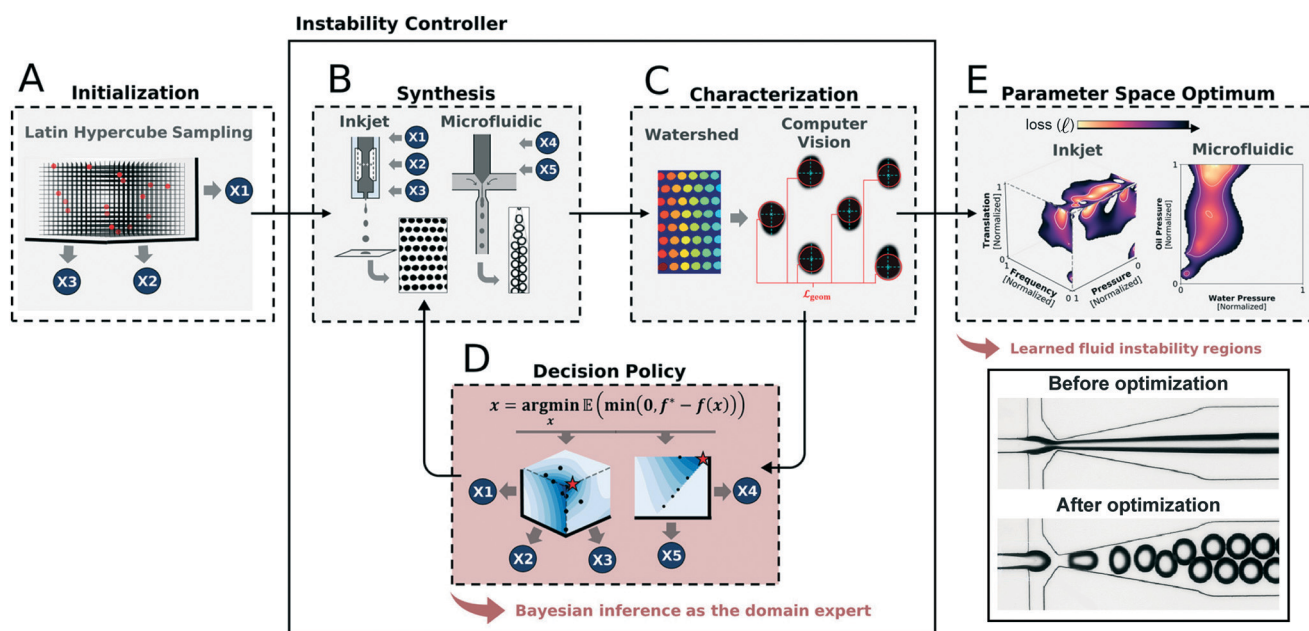 Instability Controller
A
Initialization
Latin Hypercube Sampling
X1
X3
X2
B
Synthesis
Inkjet
Microfluidic
X1
X2
X3
X4
X5
C
Characterization
Watershed
Computer
Vision
ℒgeom
D
Decision Policy
x = argmin 𝔼(min(0, f* − f(x)))
x
X1
X2
X3
X4
X5
Bayesian inference as the domain expert
E
Parameter Space Optimum
loss (ℓ)
Inkjet
Microfluidic
Translation
[Normalized]
1
0
1
Frequency
[Normalized]
0
1
Pressure
[Normalized]
0
Oil Pressure
[Normalized]
1
0
0
1
Water Pressure
[Normalized]
Learned fluid instability regions
Before optimization
After optimization